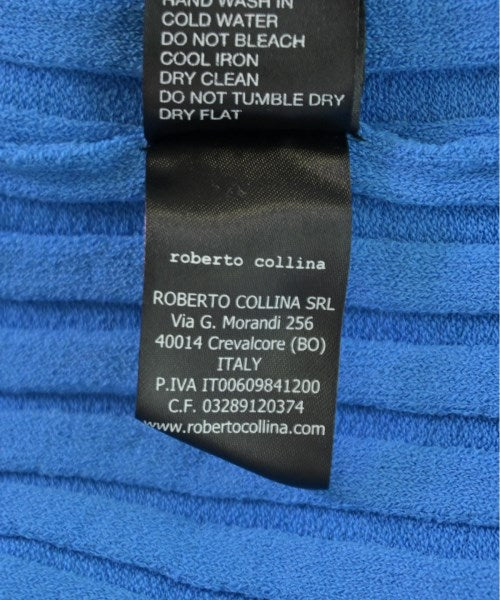 HAND WASH IN
COLD WATER
DO NOT BLEACH
COOL IRON
DRY CLEAN
DO NOT TUMBLE DRY
DRY FLAT
roberto collina
ROBERTO COLLINA SRL
Via G. Morandi 256
40014 Crevalcore (BO)
ITALY
P.IVA IT00609841200
C.F. 03289120374
www.robertocollina.com